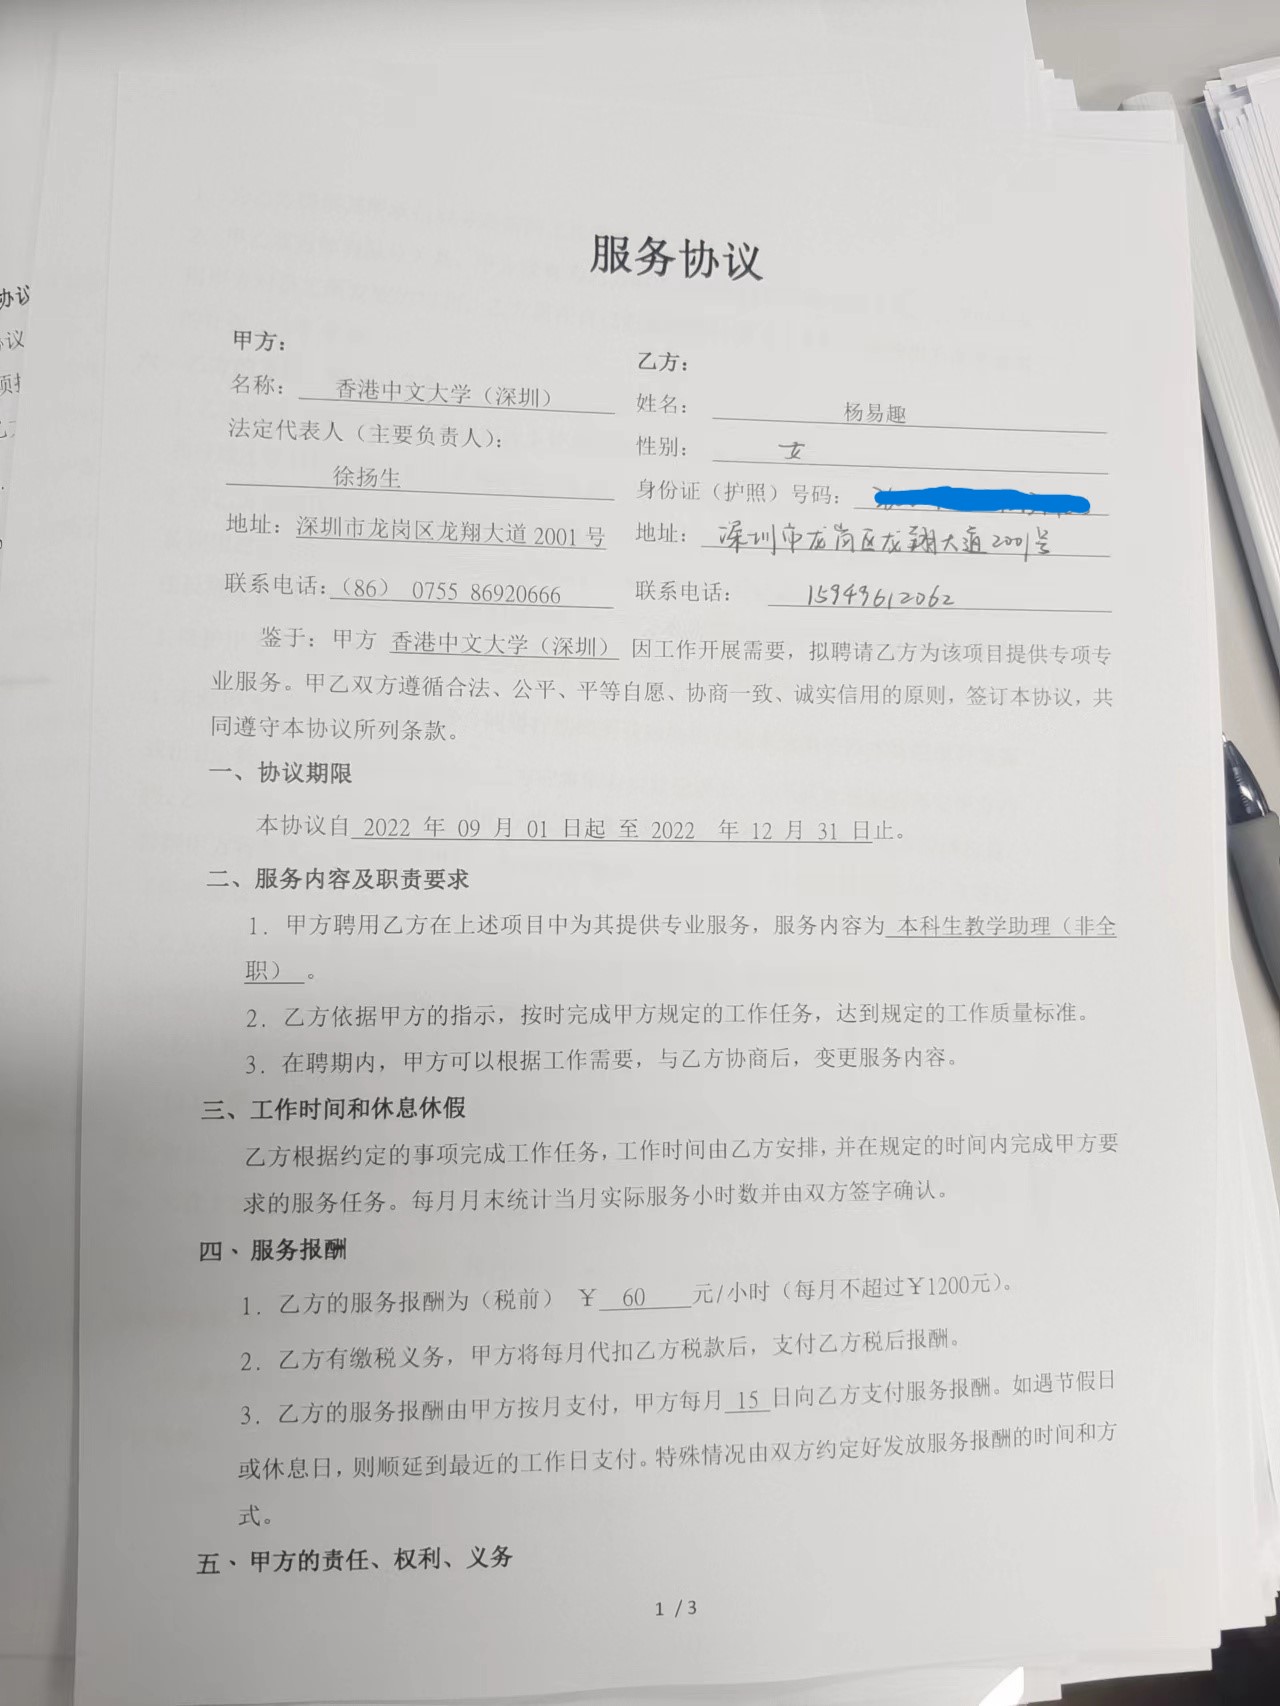 服务协议
甲方：
名称： 香港中文大学（深圳）
法定代表人（主要负责人）：
徐扬生
地址：深圳市龙岗区龙翔大道 2001 号
联系电话：（86） 0755 86920666
乙方：
姓名： 杨易趣
性别： 女
身份证（护照）号码：
地址： 深圳市龙岗区龙翔大道2001号
联系电话： 15949612062
鉴于：甲方 香港中文大学（深圳） 因工作开展需要，拟聘请乙方为该项目提供专项专
业服务。甲乙双方遵循合法、公平、平等自愿、协商一致、诚实信用的原则，签订本协议，共
同遵守本协议所列条款。
一、协议期限
本协议自 2022 年 09 月 01 日起 至 2022 年 12 月 31 日止。
二、服务内容及职责要求
1. 甲方聘用乙方在上述项目中为其提供专业服务，服务内容为 本科生教学助理（非全
职） 。
2. 乙方依据甲方的指示，按时完成甲方规定的工作任务，达到规定的工作质量标准。
3. 在聘期内，甲方可以根据工作需要，与乙方协商后，变更服务内容。
三、工作时间和休息休假
乙方根据约定的事项完成工作任务，工作时间由乙方安排，并在规定的时间内完成甲方要
求的服务任务。每月月末统计当月实际服务小时数并由双方签字确认。
四、服务报酬
1. 乙方的服务报酬为（税前） ￥ 60 元/小时（每月不超过￥1200元）。
2. 乙方有缴税义务，甲方将每月代扣乙方税款后，支付乙方税后报酬。
3. 乙方的服务报酬由甲方按月支付，甲方每月 15 日向乙方支付服务报酬。如遇节假日
或休息日，则顺延到最近的工作日支付。特殊情况由双方约定好发放服务报酬的时间和方
式。
五、甲方的责任、权利、义务
1 / 3